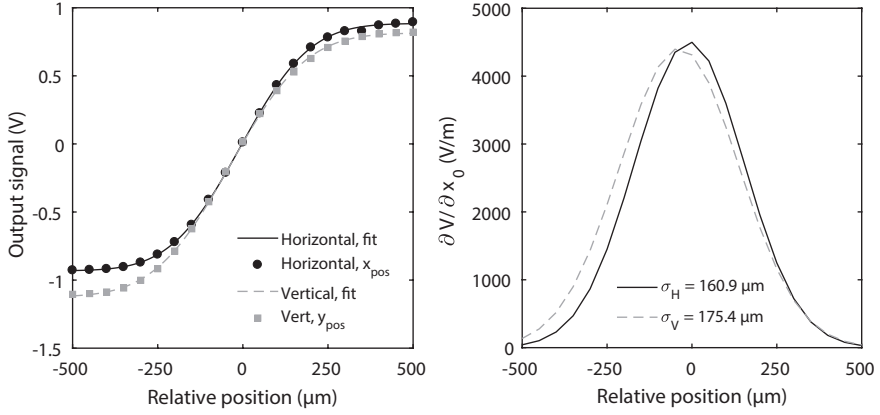 Output signal (V)
1
0.5
0
-0.5
-1
-1.5
-500
-250
0
250
500
Relative position (μm)
Horizontal, fit
Horizontal, x_pos
Vertical, fit
Vert, y_pos
∂V/∂x_0 (V/m)
5000
4000
3000
2000
1000
0
-500
-250
0
250
500
Relative position (μm)
σ_H = 160.9 μm
σ_V = 175.4 μm